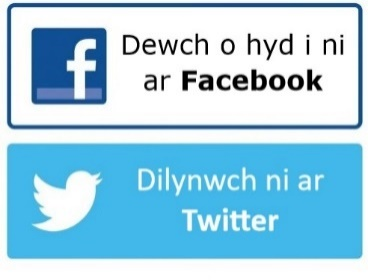 f
Dewch o hyd i ni
ar Facebook
Dilynwch ni ar
Twitter